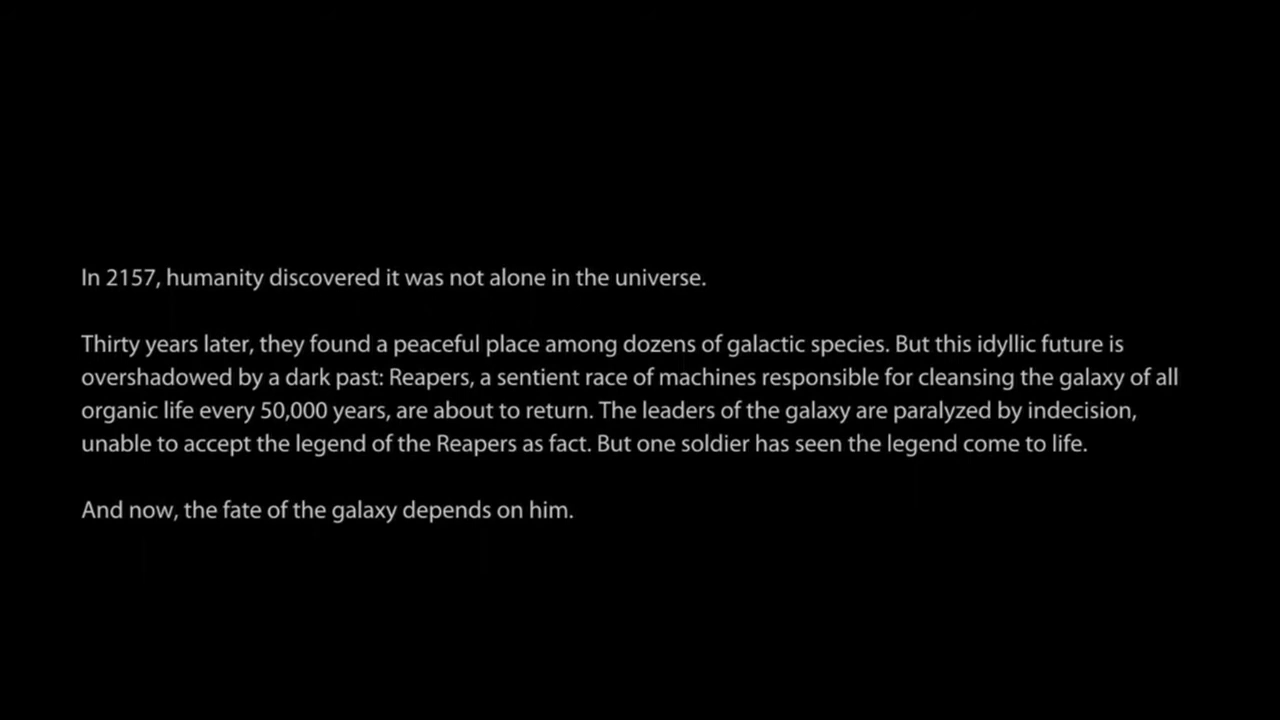 In 2157, humanity discovered it was not alone in the universe.
Thirty years later, they found a peaceful place among dozens of galactic species. But this idyllic future is
overshadowed by a dark past: Reapers, a sentient race of machines responsible for cleansing the galaxy of all
organic life every 50,000 years, are about to return. The leaders of the galaxy are paralyzed by indecision,
unable to accept the legend of the Reapers as fact. But one soldier has seen the legend come to life.
And now, the fate of the galaxy depends on him.